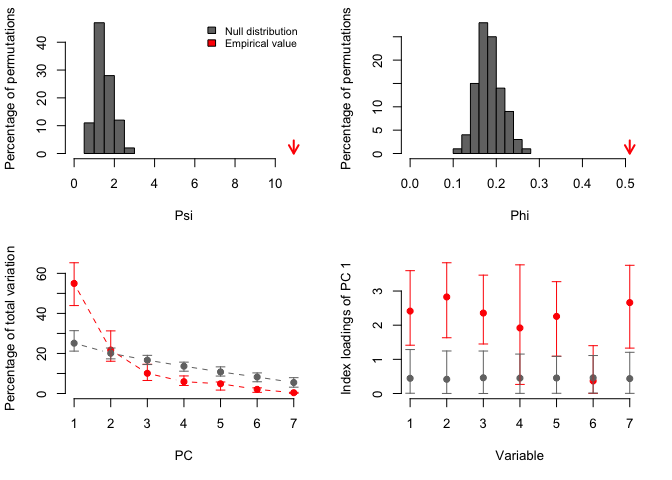 Percentage of permutations
0 10 20 30 40
Null distribution
Empirical value
0 2 4 6 8 10
Psi
Percentage of permutations
0 5 10 20
0.0 0.1 0.2 0.3 0.4 0.5
Phi
Percentage of total variation
0 20 40 60
1 2 3 4 5 6 7
PC
Index loadings of PC 1
0 1 2 3
1 2 3 4 5 6 7
Variable